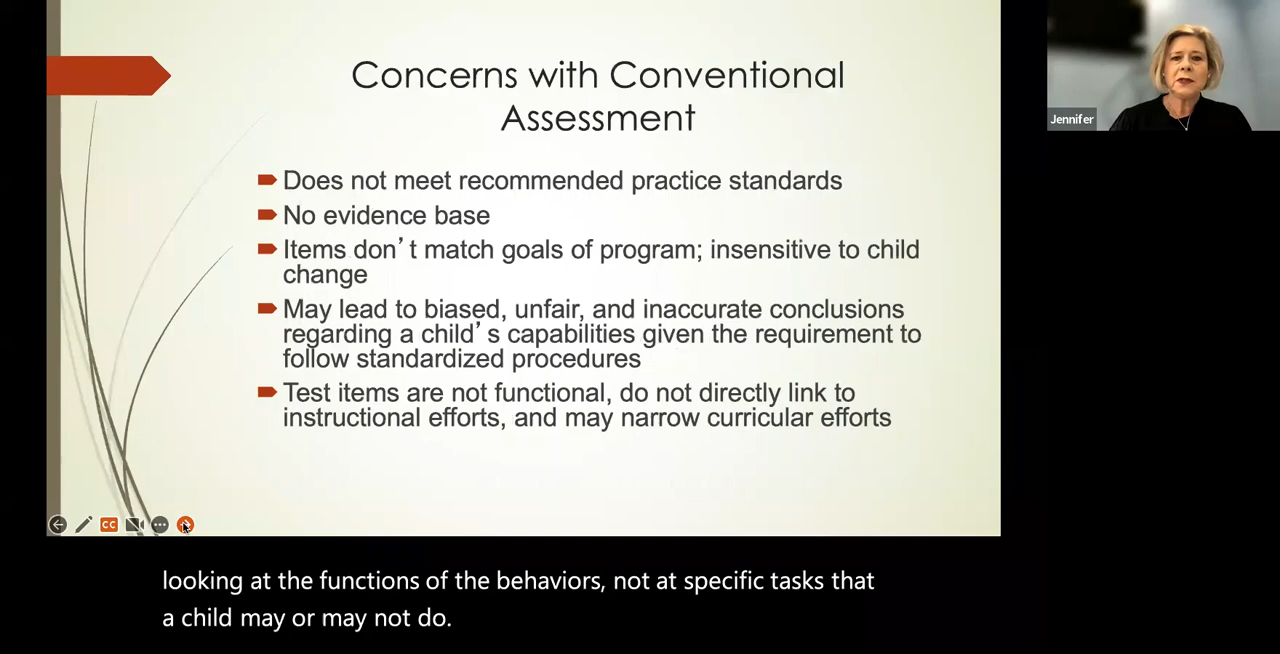 Concerns with Conventional
Assessment
Does not meet recommended practice standards
No evidence base
Items don’t match goals of program; insensitive to child
change
May lead to biased, unfair, and inaccurate conclusions
regarding a child’s capabilities given the requirement to
follow standardized procedures
Test items are not functional, do not directly link to
instructional efforts, and may narrow curricular efforts
Jennifer
CC
looking at the functions of the behaviors, not at specific tasks that
a child may or may not do.